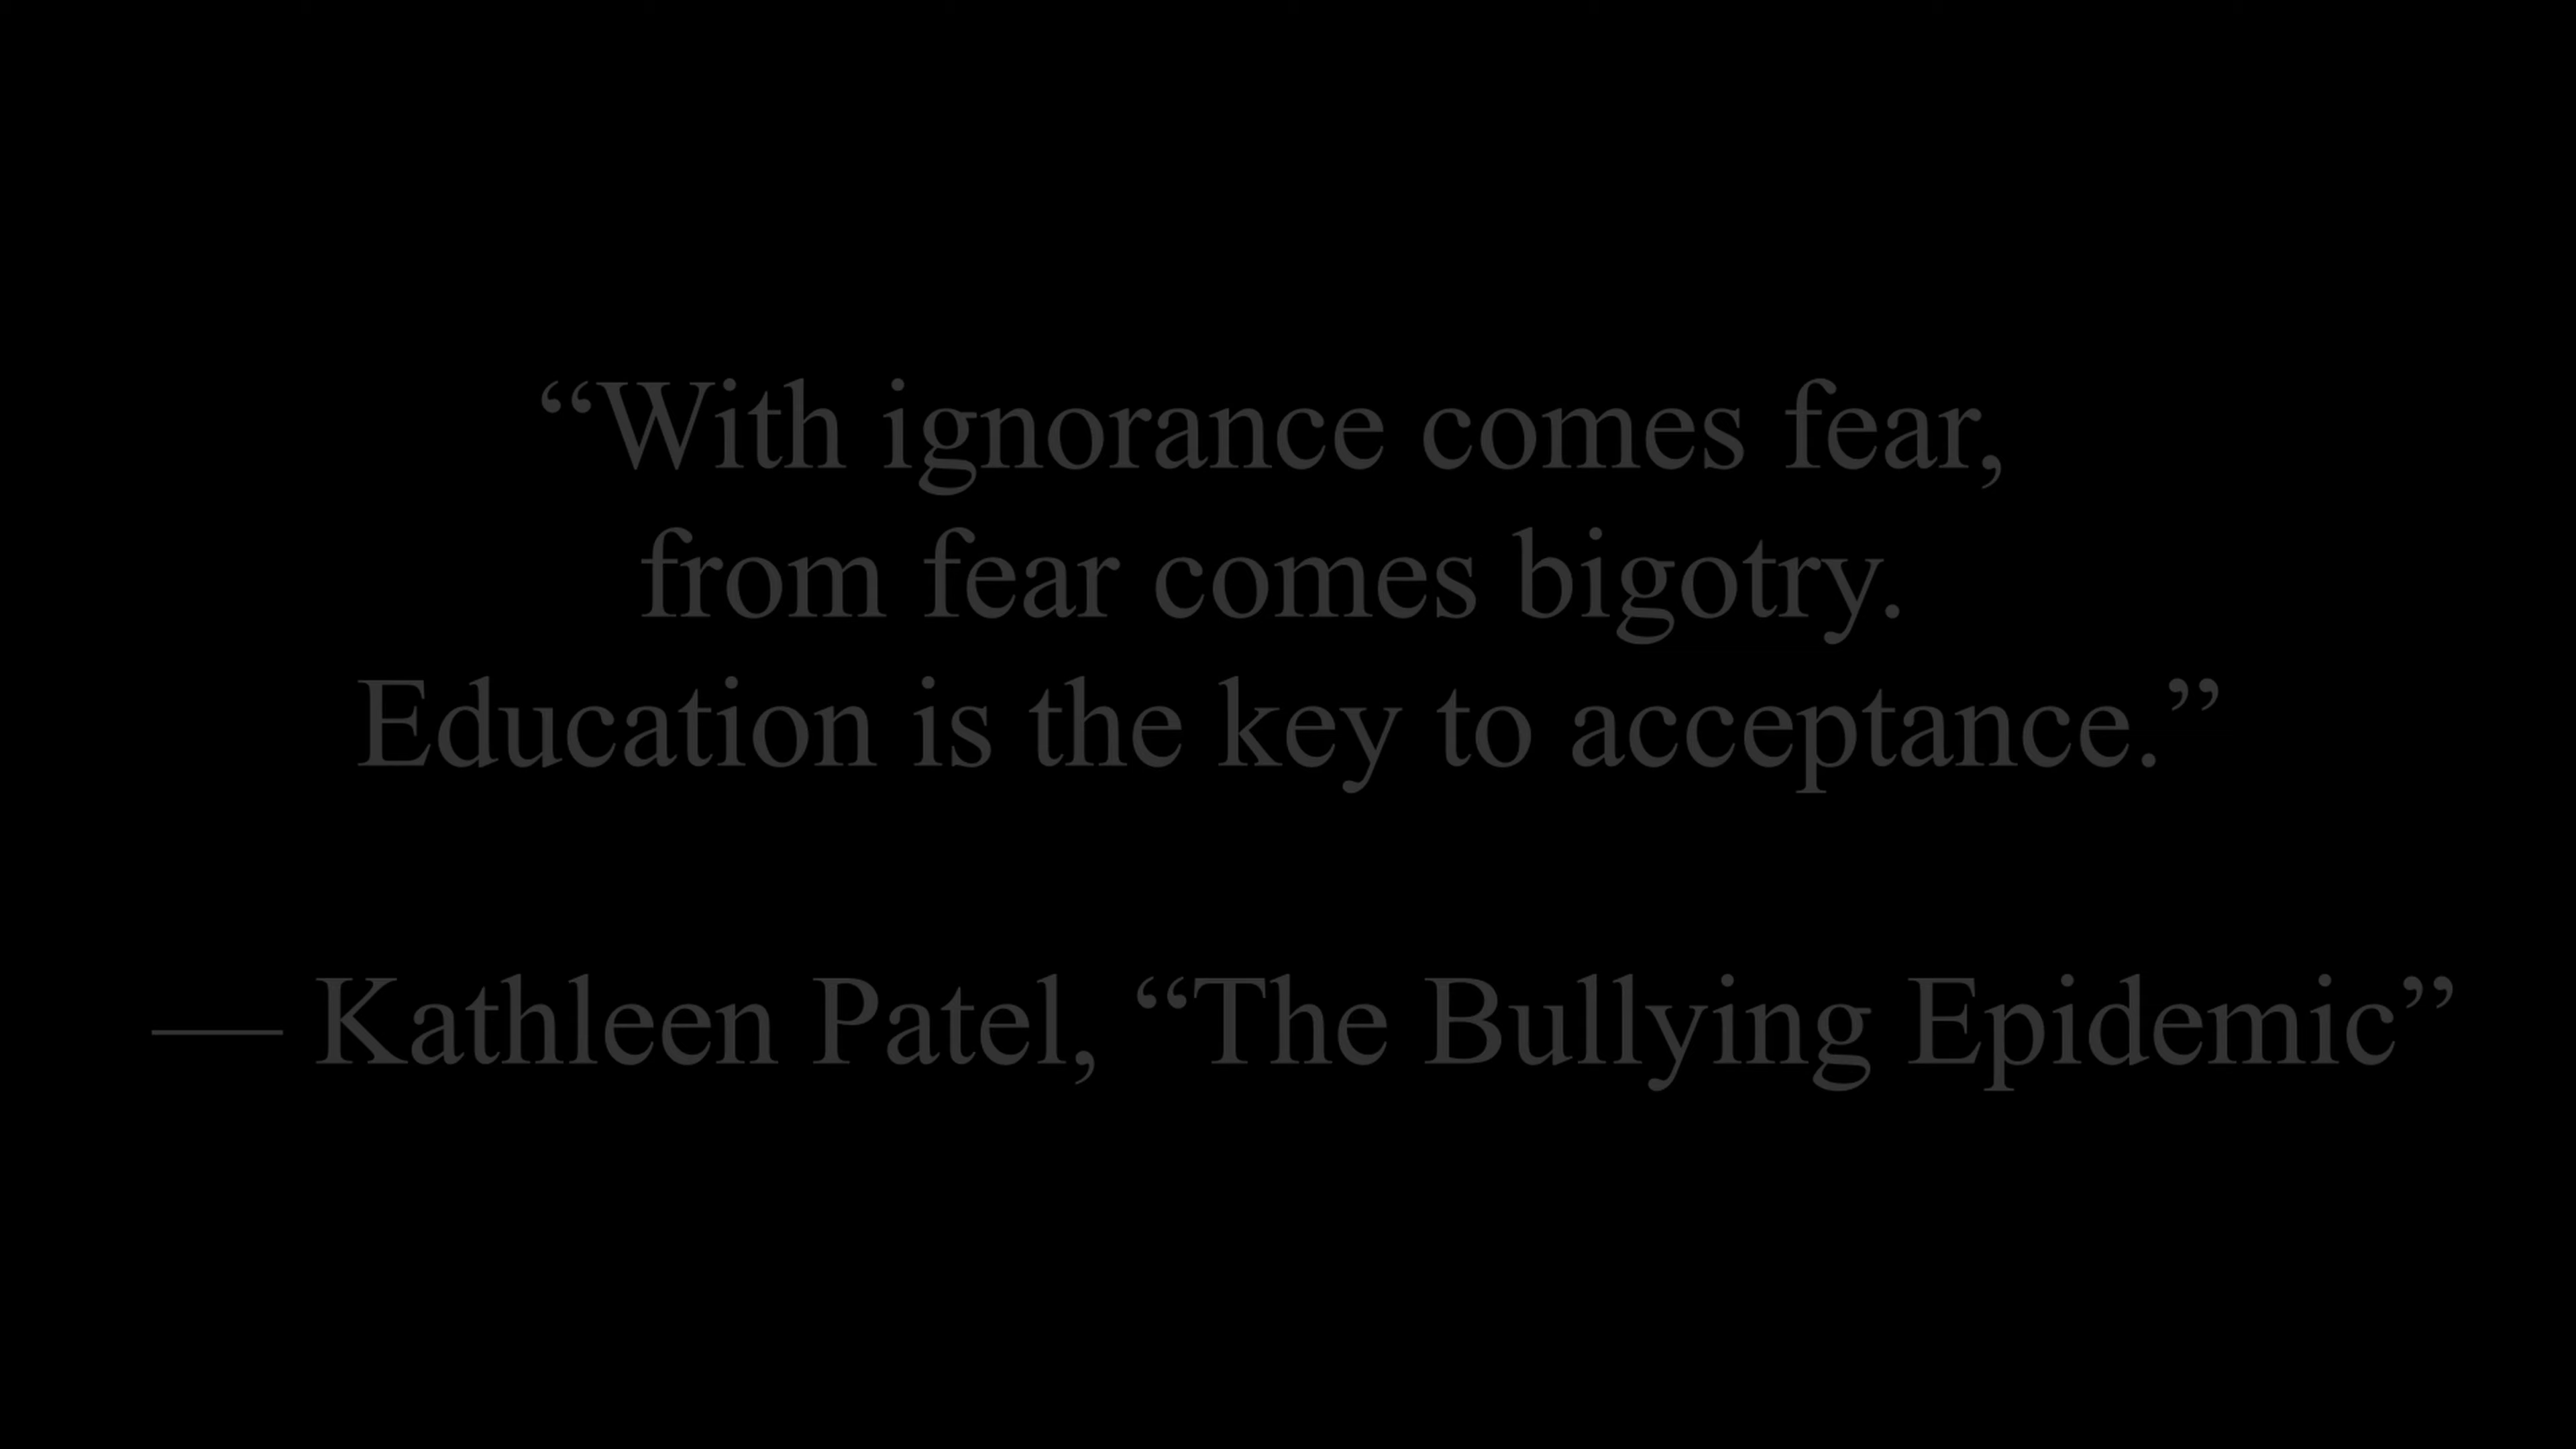 “With ignorance comes fear,
from fear comes bigotry.
Education is the key to acceptance.”
— Kathleen Patel, “The Bullying Epidemic”